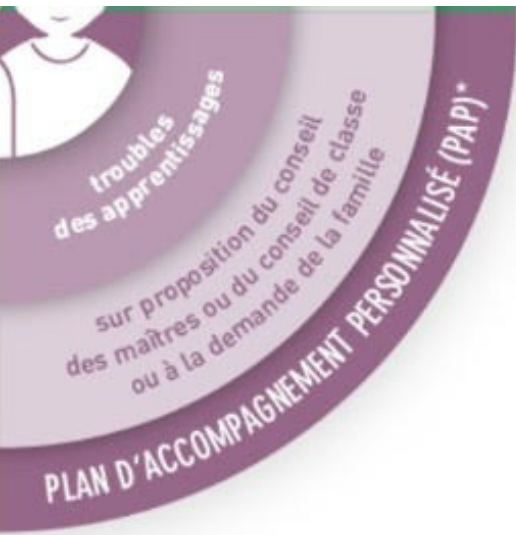 troubles
des apprentissages
sur proposition du conseil
des maîtres ou du conseil de classe
ou à la demande de la famille
PLAN D'ACCOMPAGNEMENT PERSONNALISÉ (PAP)*